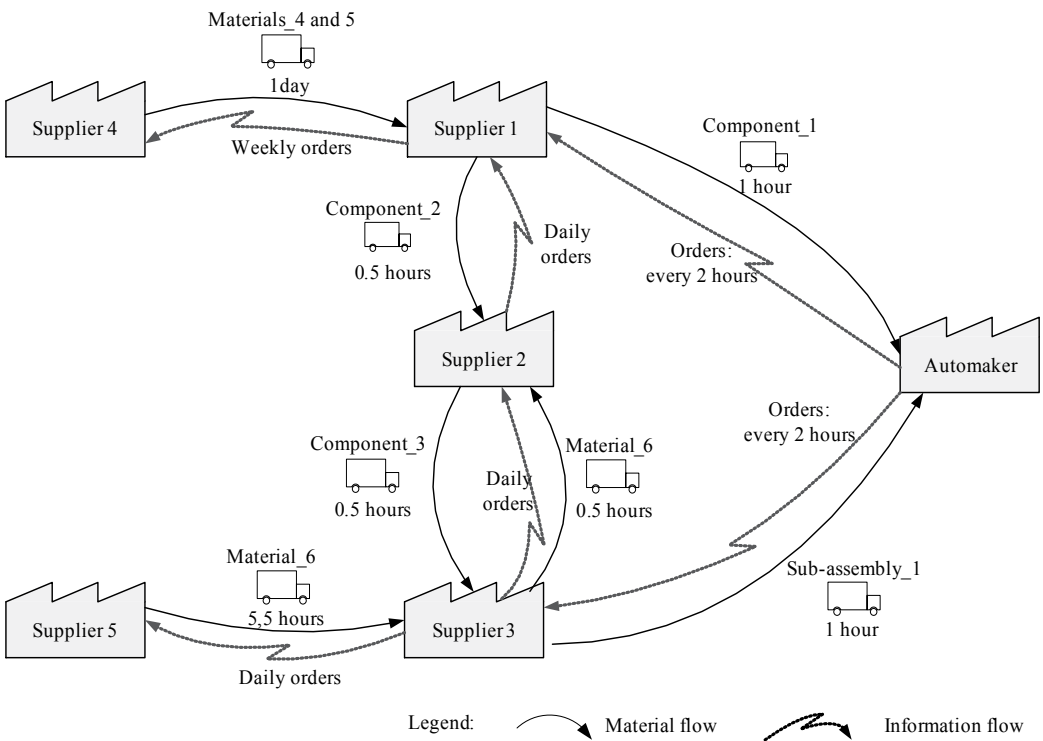 Materials_4 and 5
1day
Supplier 4
Supplier 1
Weekly orders
Component_1
1 hour
Component_2
0.5 hours
Daily
orders
Orders:
every 2 hours
Supplier 2
Automaker
Orders:
every 2 hours
Component_3
0.5 hours
Daily
orders
Material_6
0.5 hours
Material_6
5,5 hours
Supplier 5
Supplier 3
Sub-assembly_1
1 hour
Daily orders
Legend:
Material flow
Information flow